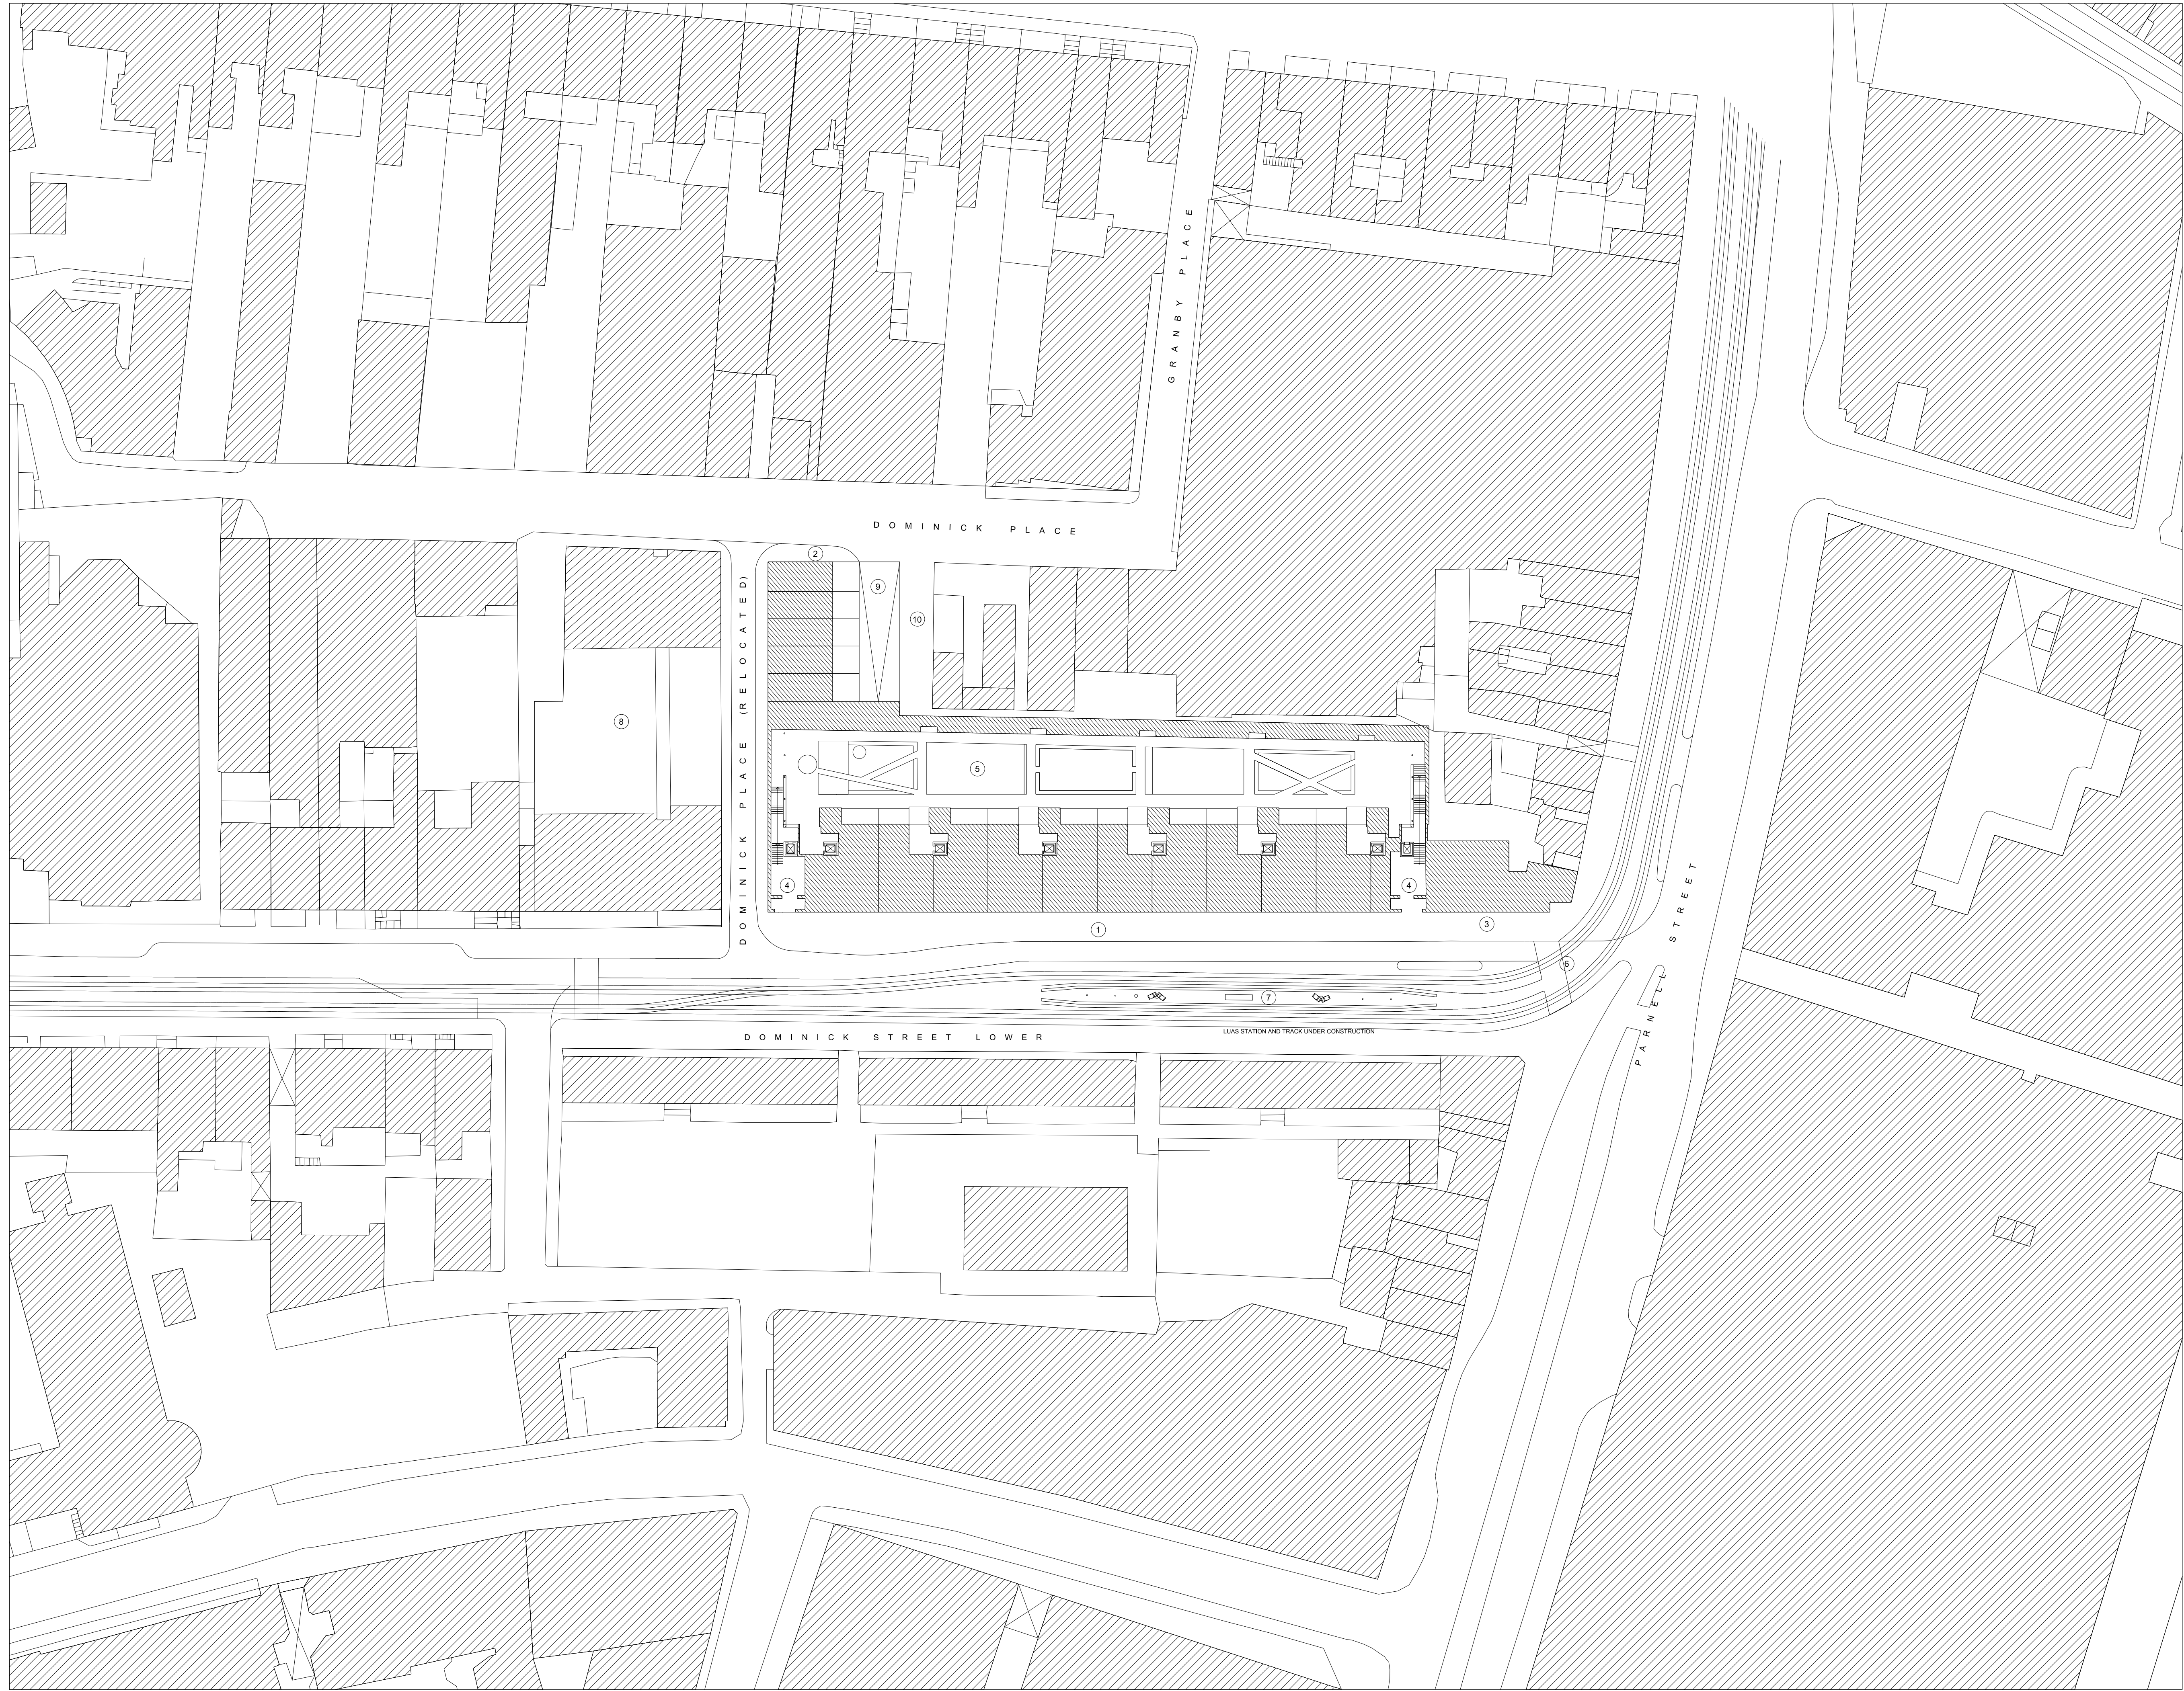 GRANBY PLACE
DOMINICK PLACE
2
9
10
DOMINICK PLACE (RELOCATED)
8
5
4
4
1
3
6
7
PARNELL STREET
DOMINICK STREET LOWER
LUAS STATION AND TRACK UNDER CONSTRUCTION